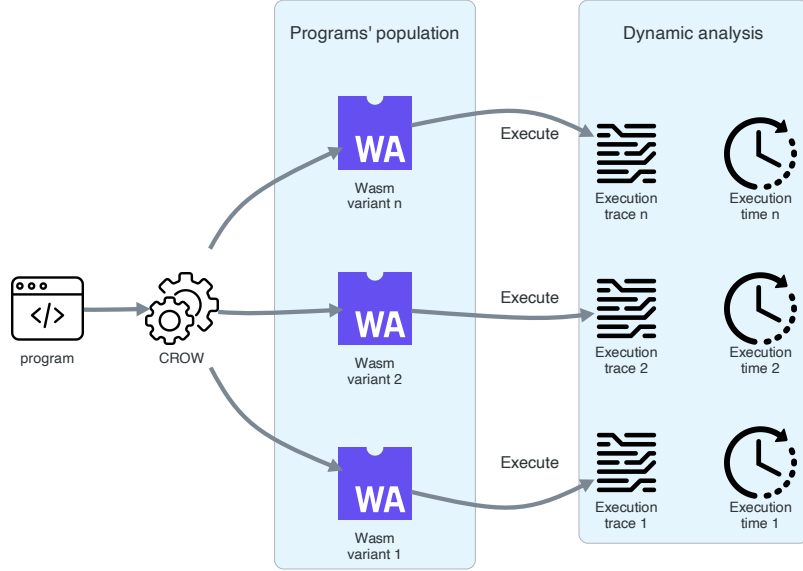 Programs' population
Dynamic analysis
WA
Wasm
variant n
Execute
Execution
trace n
Execution
time n
</>
program
CROW
WA
Wasm
variant 2
Execute
Execution
trace 2
Execution
time 2
WA
Wasm
variant 1
Execute
Execution
trace 1
Execution
time 1